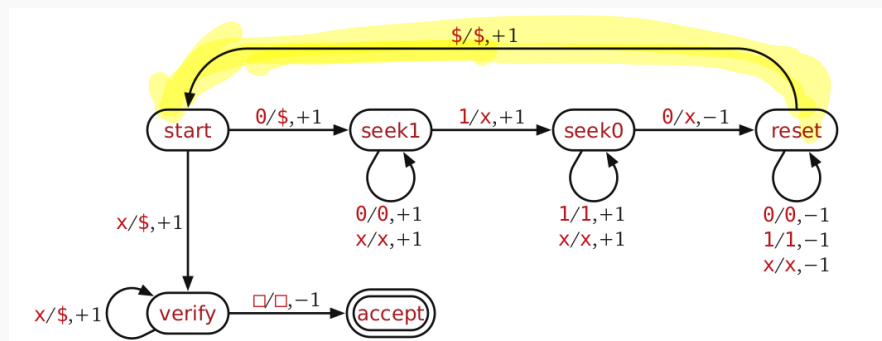 $/$,+1
start
0/$,+1
seek1
1/x,+1
seek0
0/x,−1
reset
x/$,+1
0/0,+1
x/x,+1
1/1,+1
x/x,+1
0/0,−1
1/1,−1
x/x,−1
x/$,+1
verify
□/□,−1
accept